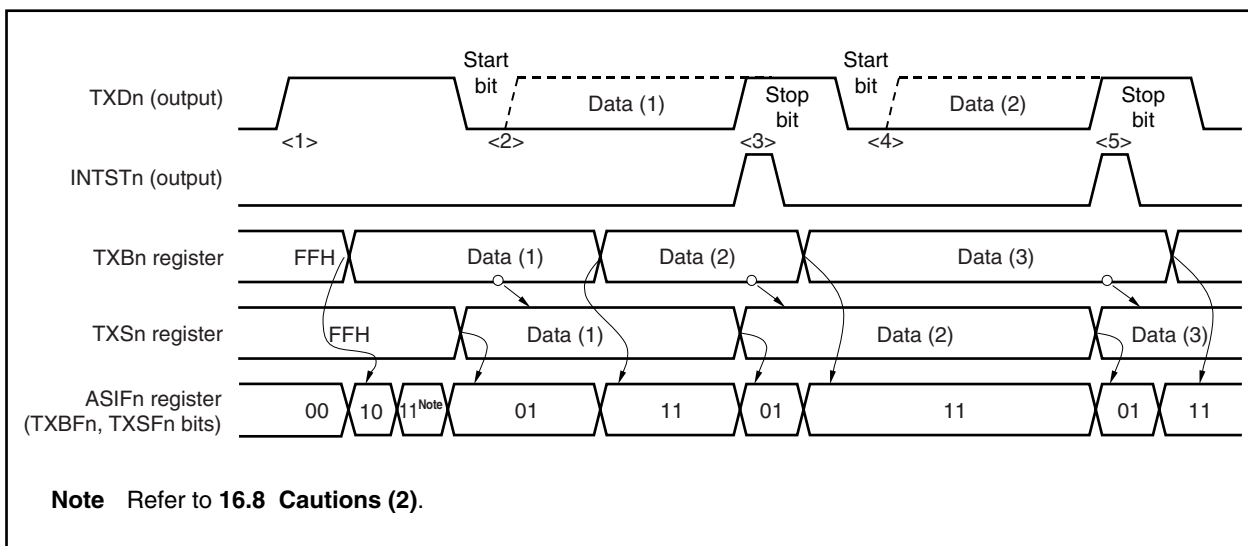 Start bit
Start bit
TXDn (output)
Data (1)
Stop bit
Data (2)
Stop bit
<1>
<2>
<3>
<4>
<5>
INTSTn (output)
TXBn register
FFH
Data (1)
Data (2)
Data (3)
TXSn register
FFH
Data (1)
Data (2)
Data (3)
ASIFn register
(TXBFn, TXSFn bits)
00
10
11Note
01
11
01
11
01
11
Note Refer to 16.8 Cautions (2).